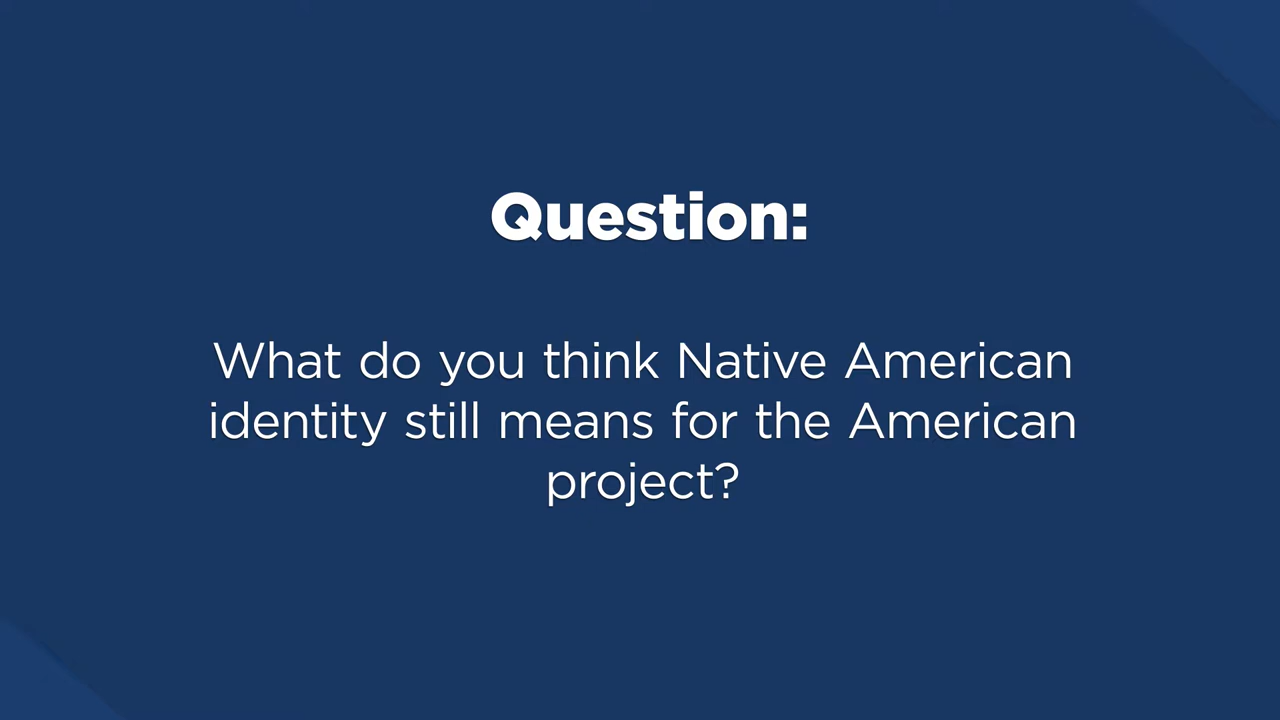 Question:
What do you think Native American
identity still means for the American
project?